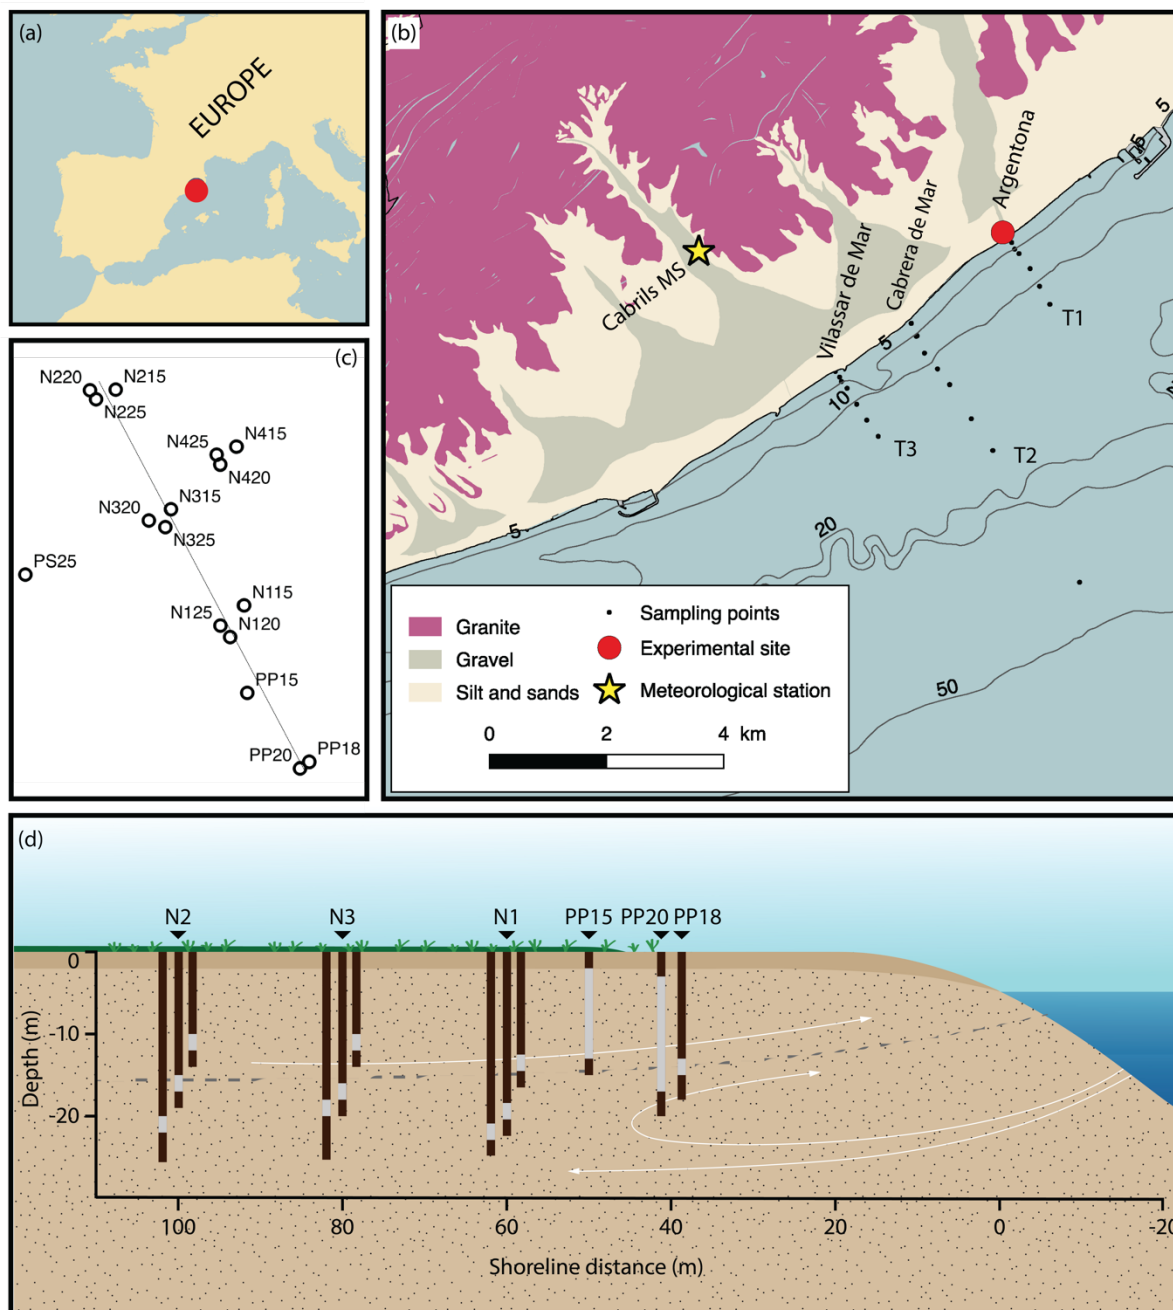 (a)
EUROPE
(b)
Argentona
Cabrera de Mar
Vilassar de Mar
Cabrils MS
5
5
5
10
5
20
50
T1
T2
T3
Granite
Gravel
Silt and sands
Sampling points
Experimental site
Meteorological station
0 2 4 km
(c)
N220 N215
N225
N425 N415
N420
N315
N320
N325
PS25
N115
N125 N120
PP15
PP18
PP20
(d)
N2 N3 N1 PP15 PP20 PP18
0
-10
-20
Depth (m)
100 80 60 40 20 0 -20
Shoreline distance (m)